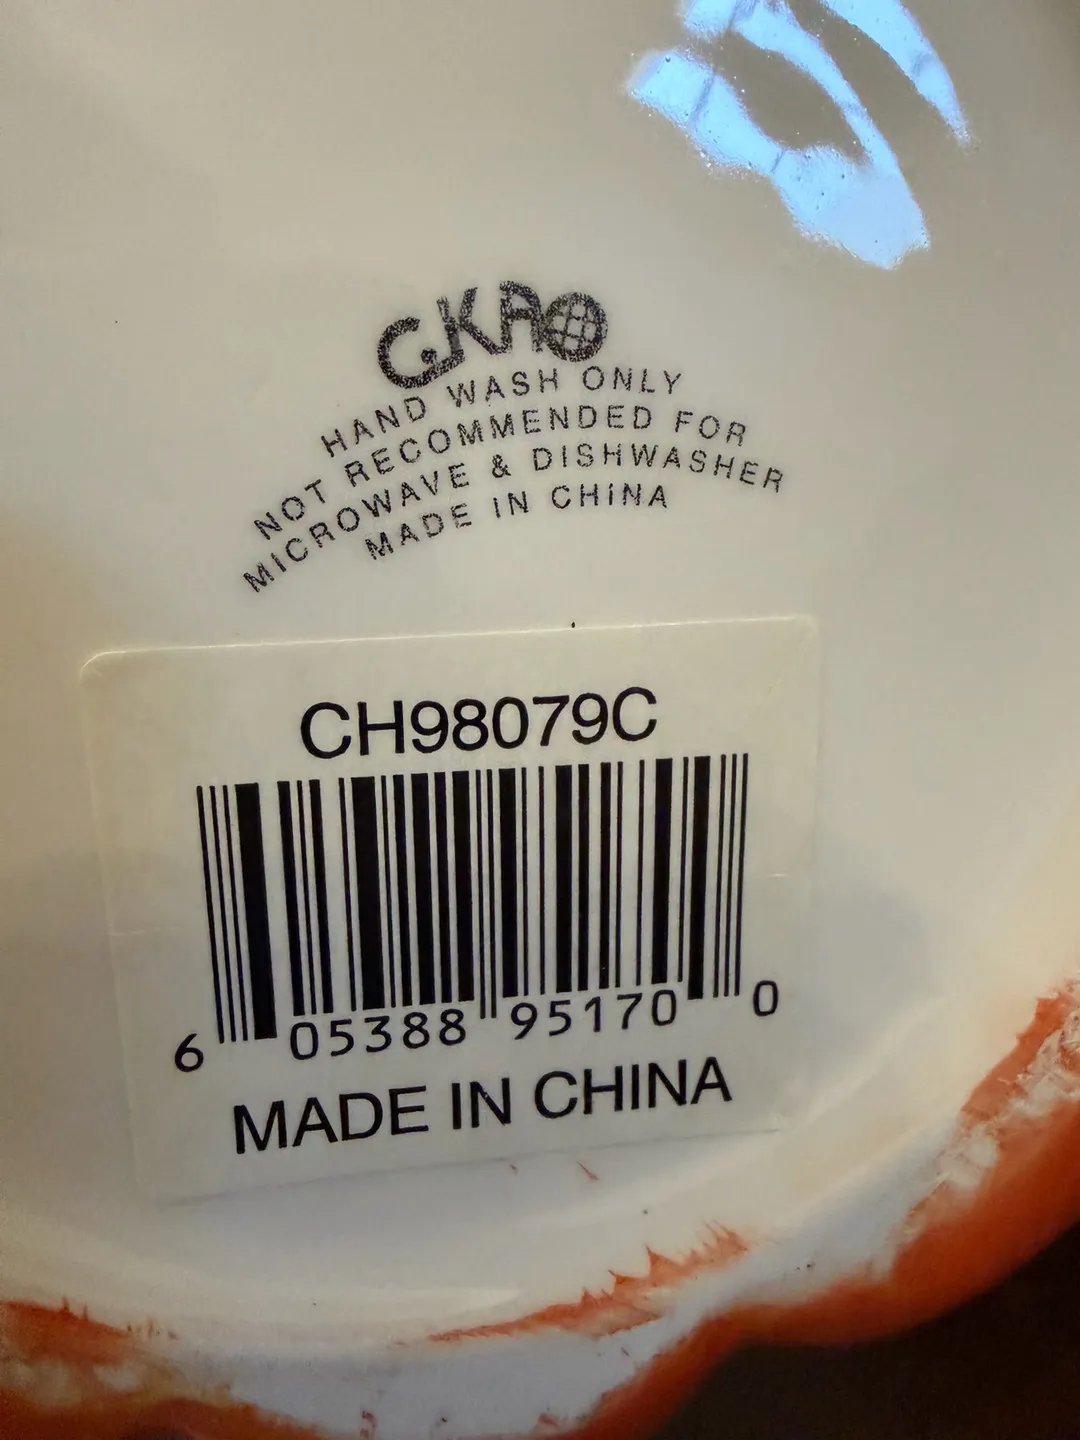 C.KAO
HAND WASH ONLY
NOT RECOMMENDED FOR
MICROWAVE & DISHWASHER
MADE IN CHINA
CH98079C
6 05388 95170 0
MADE IN CHINA